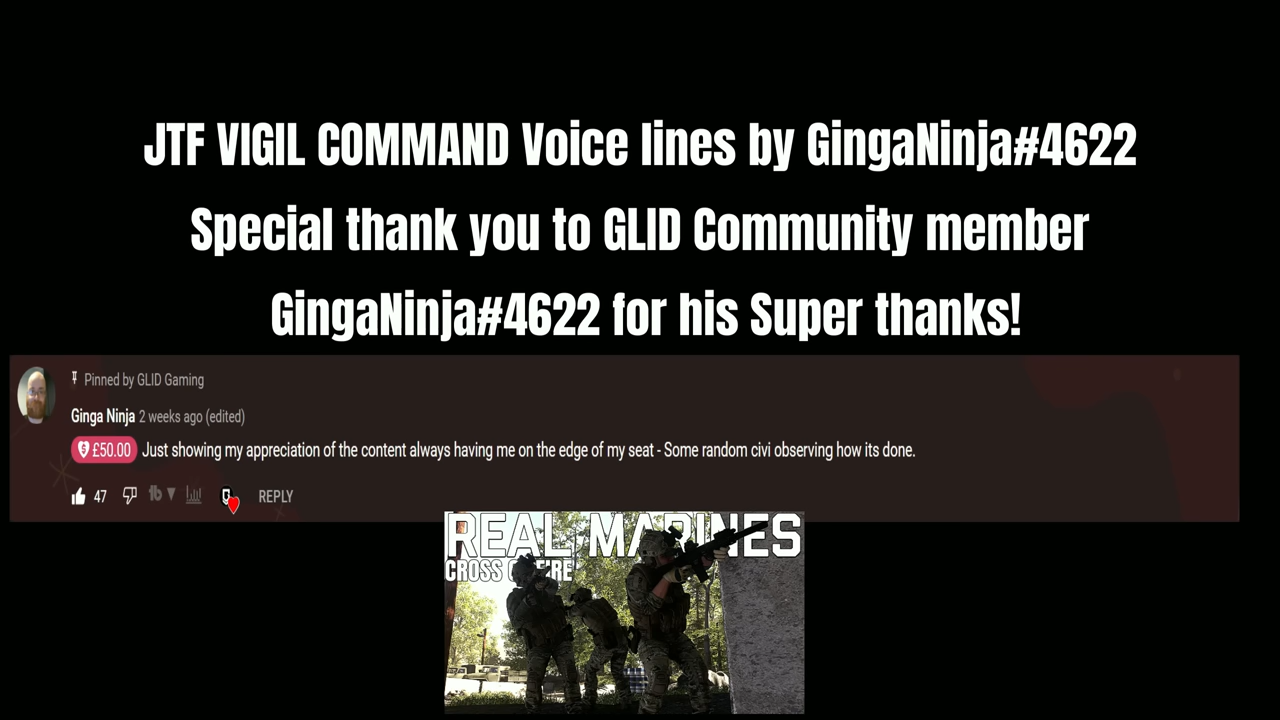 JTF VIGIL COMMAND Voice lines by GingaNinja#4622
Special thank you to GLID Community member
GingaNinja#4622 for his Super thanks!
Pinned by GLID Gaming
Ginga Ninja 2 weeks ago (edited)
£50.00 Just showing my appreciation of the content always having me on the edge of my seat - Some random civi observing how its done.
47 REPLY
REAL MARINES